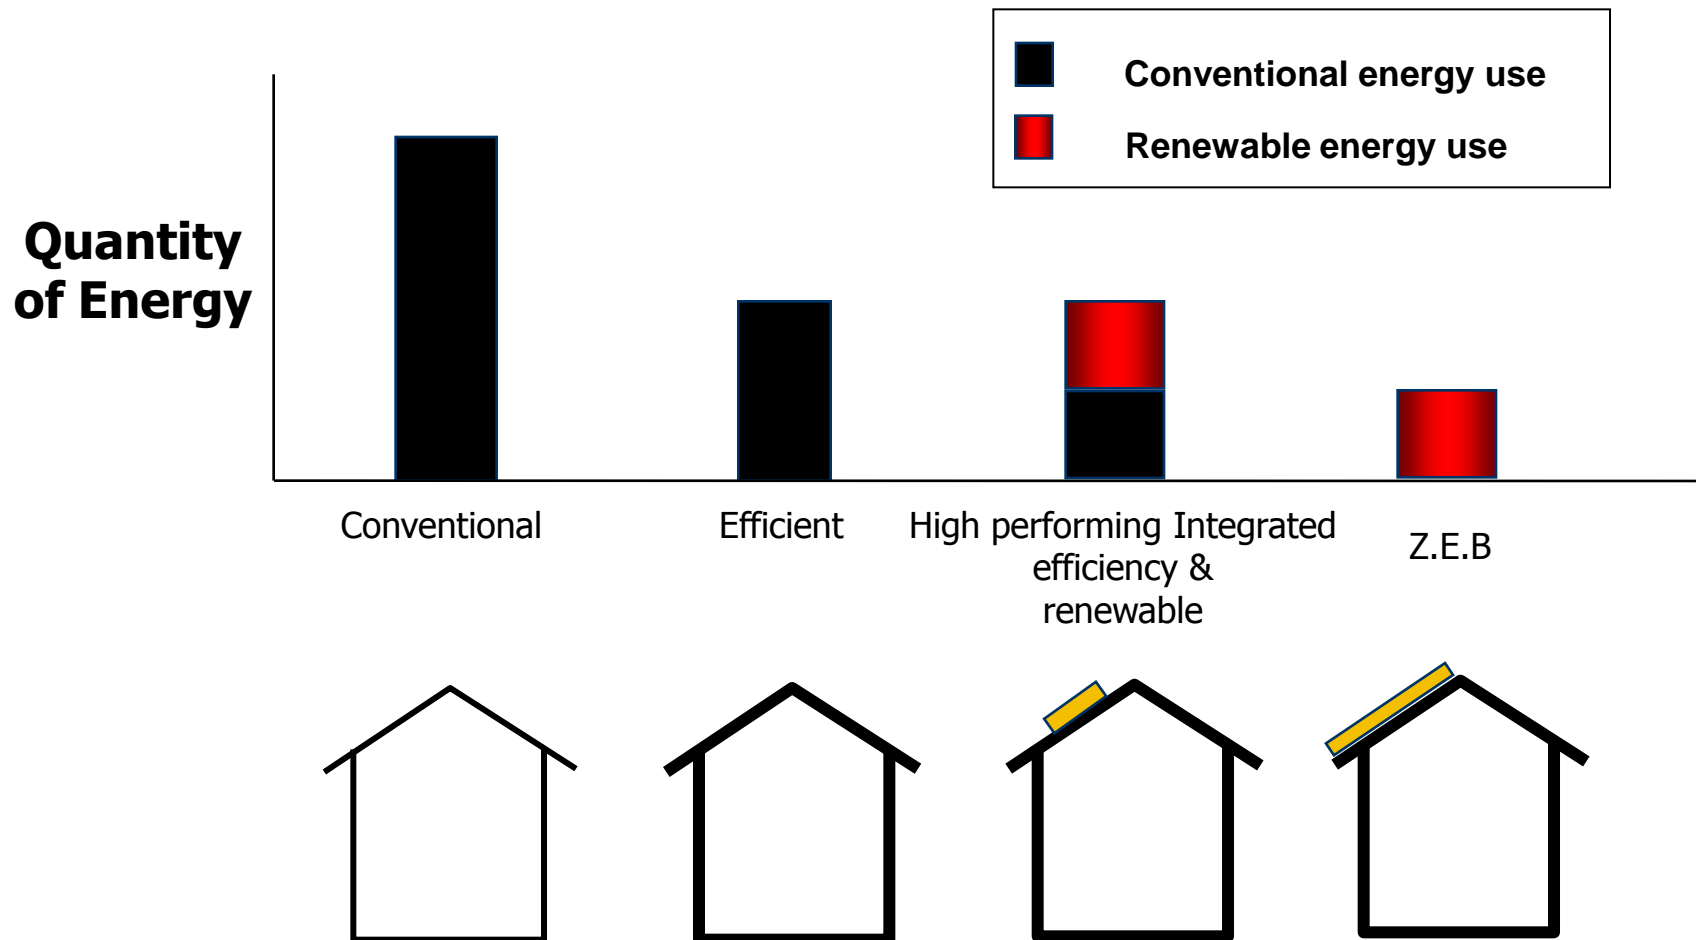 Conventional energy use
Renewable energy use
Quantity
of Energy
Conventional
Efficient
High performing Integrated
efficiency &
renewable
Z.E.B